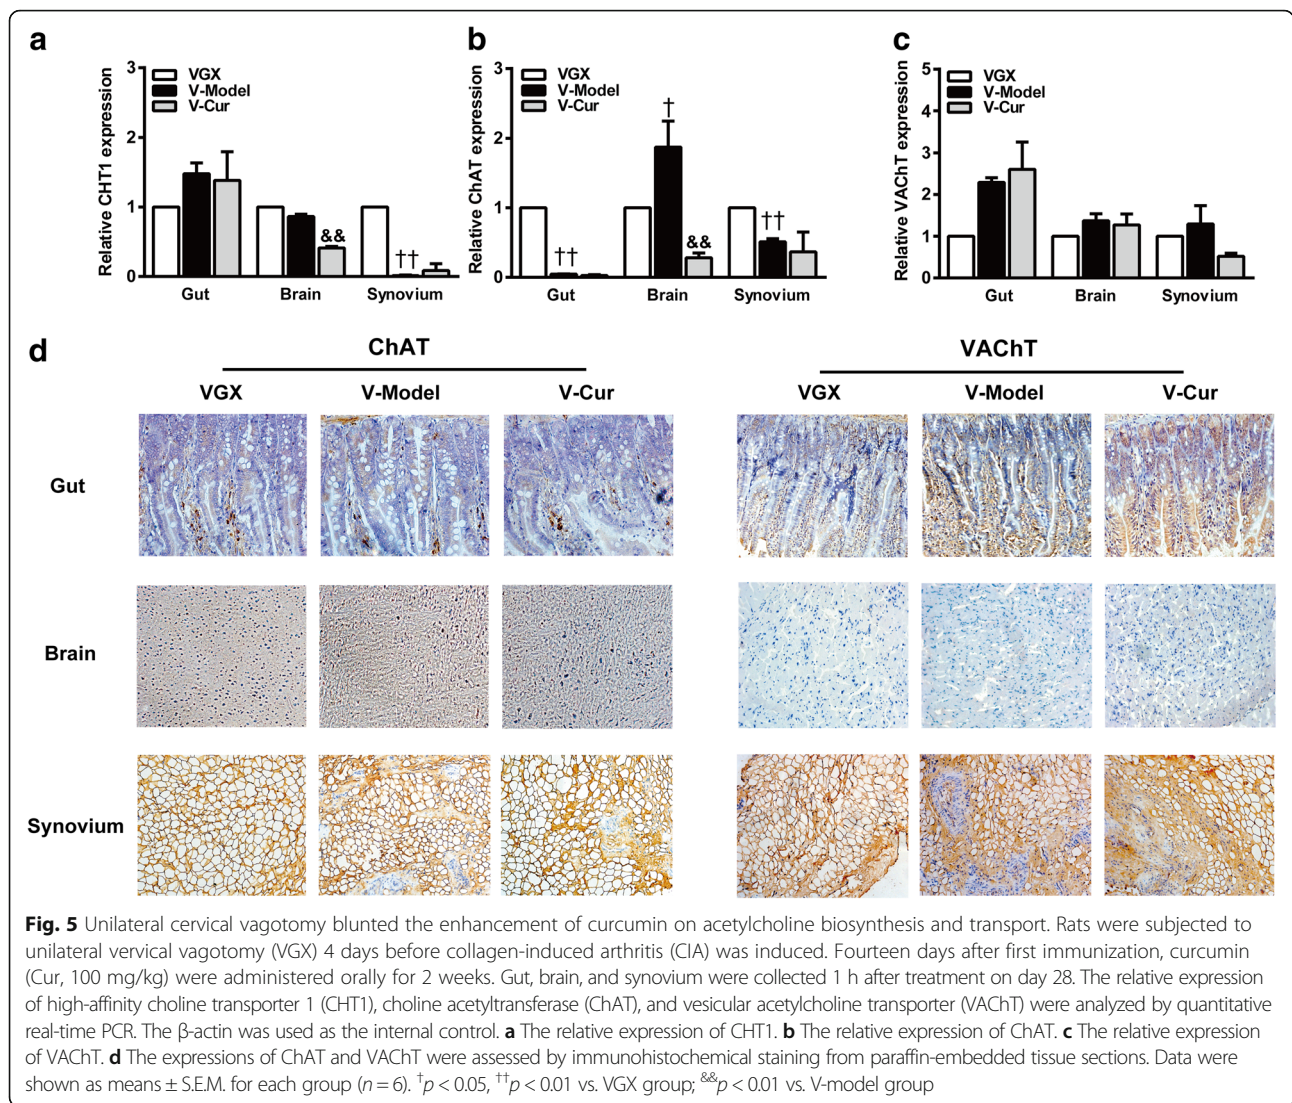 a
3
2
1
0
Relative CHT1 expression
VGX
V-Model
V-Cur
&&
††
Gut Brain Synovium
b
3
2
1
0
Relative ChAT expression
VGX
V-Model
V-Cur
††
†
&&
††
Gut Brain Synovium
c
5
4
3
2
1
0
Relative VAChT expression
VGX
V-Model
V-Cur
Gut Brain Synovium
d
ChAT VAChT
VGX V-Model V-Cur VGX V-Model V-Cur
Gut
Brain
Synovium
Fig. 5 Unilateral cervical vagotomy blunted the enhancement of curcumin on acetylcholine biosynthesis and transport. Rats were subjected to
unilateral vervical vagotomy (VGX) 4 days before collagen-induced arthritis (CIA) was induced. Fourteen days after first immunization, curcumin
(Cur, 100 mg/kg) were administered orally for 2 weeks. Gut, brain, and synovium were collected 1 h after treatment on day 28. The relative expression
of high-affinity choline transporter 1 (CHT1), choline acetyltransferase (ChAT), and vesicular acetylcholine transporter (VAChT) were analyzed by quantitative
real-time PCR. The β-actin was used as the internal control. a The relative expression of CHT1. b The relative expression of ChAT. c The relative expression
of VAChT. d The expressions of ChAT and VAChT were assessed by immunohistochemical staining from paraffin-embedded tissue sections. Data were
shown as means ± S.E.M. for each group (n = 6). †p < 0.05, ††p < 0.01 vs. VGX group; &&p < 0.01 vs. V-model group